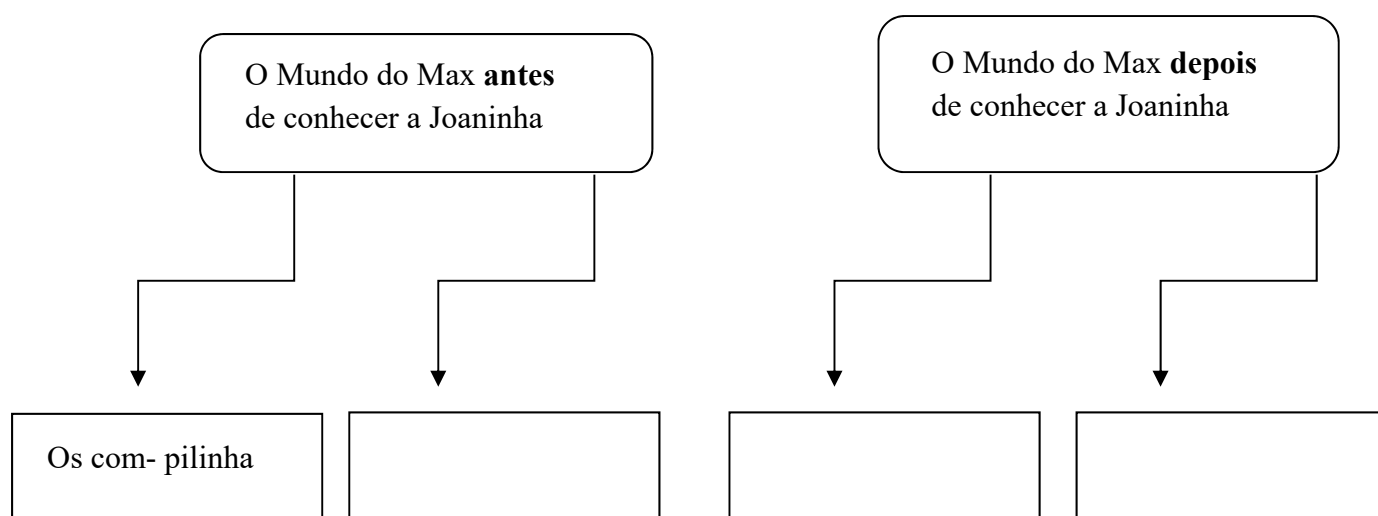 O Mundo do Max antes
de conhecer a Joaninha
O Mundo do Max depois
de conhecer a Joaninha
Os com- pilinha